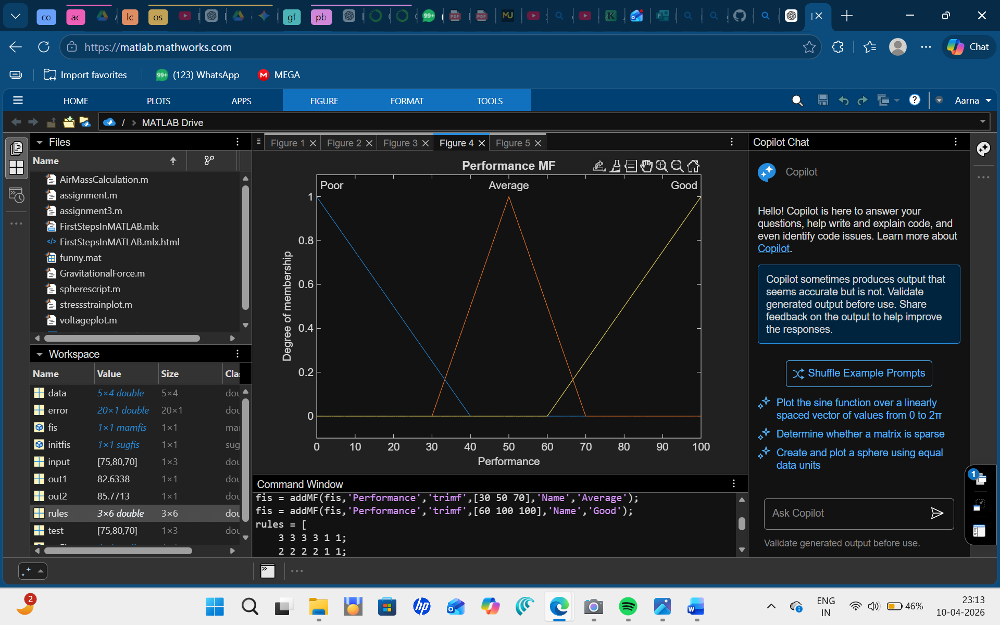 co
ac
lc
os
gf
pb
99+
MU
https://matlab.mathworks.com
Chat
Import favorites
99+ (123) WhatsApp
M MEGA
HOME
PLOTS
APPS
FIGURE
FORMAT
TOOLS
Aarna
/ > MATLAB Drive
Files
Name
AirMassCalculation.m
assignment.m
assignment3.m
FirstStepsInMATLAB.mlx
FirstStepsInMATLAB.mlx.html
funny.mat
GravitationalForce.m
spherescript.m
stressstrainplot.m
voltageplot.m
Workspace
Name Value Size Cla
data 5×4 double 5×4 dou
error 20×1 double 20×1 dou
fis 1×1 mamfis 1×1 mar
initfis 1×1 sugfis 1×1 sug
input [75,80,70] 1×3 dou
out1 82.6338 1×1 dou
out2 85.7713 1×1 dou
rules 3×6 double 3×6 dou
test [75,80,70] 1×3 dou
Figure 1
Figure 2
Figure 3
Figure 4
Figure 5
Performance MF
Poor Average Good
1
0.8
0.6
0.4
0.2
0
Degree of membership
0 10 20 30 40 50 60 70 80 90 100
Performance
Command Window
fis = addMF(fis,'Performance','trimf',[30 50 70],'Name','Average');
fis = addMF(fis,'Performance','trimf',[60 100 100],'Name','Good');
rules = [
3 3 3 3 1 1;
2 2 2 2 1 1;
Copilot Chat
Copilot
Hello! Copilot is here to answer your
questions, help write and explain code, and
even identify code issues. Learn more about
Copilot.
Copilot sometimes produces output that
seems accurate but is not. Validate
generated output before use. Share
feedback on the output to help improve
the responses.
Shuffle Example Prompts
Plot the sine function over a linearly
spaced vector of values from 0 to 2π
Determine whether a matrix is sparse
Create and plot a sphere using equal
data units
1
Ask Copilot
Validate generated output before use.
2
hp
W
ENG
IN
46%
23:13
10-04-2026